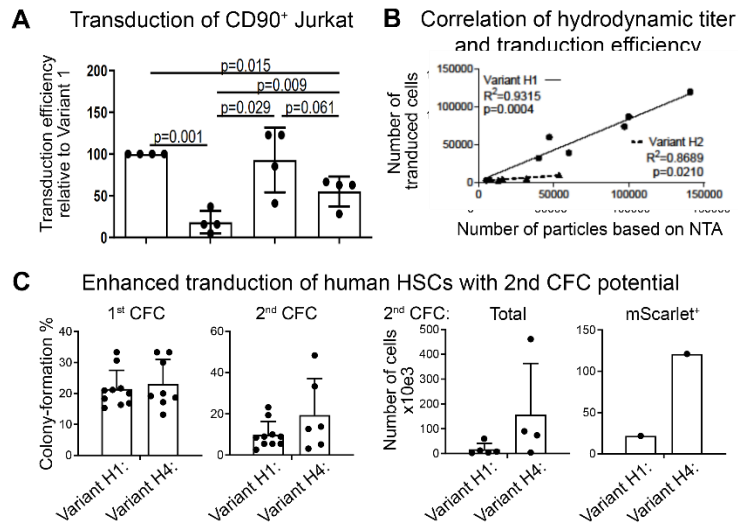 A
Transduction of CD90⁺ Jurkat
Transduction efficiency
relative to Variant 1
200
150
100
50
0
p=0.015
p=0.009
p=0.029
p=0.061
p=0.001
B
Correlation of hydrodynamic titer
and tranduction efficiency
Number of
tranduced cells
150000
100000
50000
0
Variant H1
R²=0.9315
p=0.0004
Variant H2
R²=0.8689
p=0.0210
0
50000
100000
150000
Number of particles based on NTA
C
Enhanced tranduction of human HSCs with 2nd CFC potential
1ˢᵗ CFC
Colony-formation %
40
30
20
10
0
Variant H1:
Variant H4:
2ⁿᵈ CFC
60
40
20
0
Variant H1:
Variant H4:
2ⁿᵈ CFC:
Total
Number of cells
x10e3
500
400
300
200
100
0
Variant H1:
Variant H4:
mScarlet⁺
150
100
50
0
Variant H1:
Variant H4: